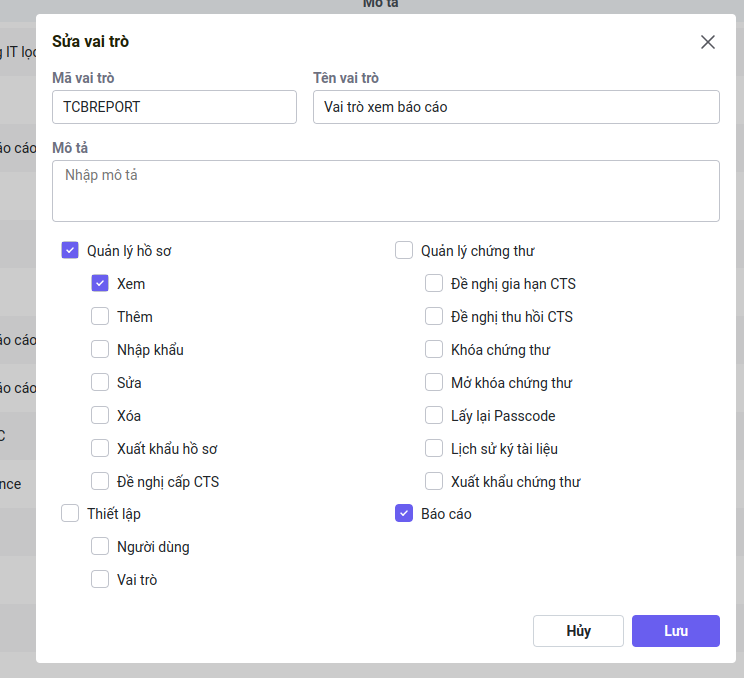 Mô tả
Sửa vai trò
g IT lọc
Mã vai trò
Tên vai trò
TCBREPORT
Vai trò xem báo cáo
Mô tả
áo cáo
Nhập mô tả
Quản lý hồ sơ
Quản lý chứng thư
Xem
Đề nghị gia hạn CTS
Thêm
Đề nghị thu hồi CTS
áo cáo
Nhập khẩu
Khóa chứng thư
Sửa
Mở khóa chứng thư
áo cáo
Xóa
Lấy lại Passcode
C
Xuất khẩu hồ sơ
Lịch sử ký tài liệu
nce
Đề nghị cấp CTS
Xuất khẩu chứng thư
Thiết lập
Báo cáo
Người dùng
Vai trò
Hủy
Lưu